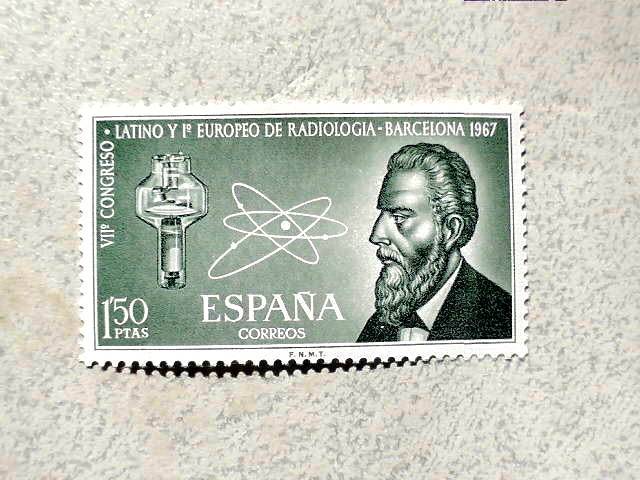 VIIº CONGRESO • LATINO Y Iº EUROPEO DE RADIOLOGIA - BARCELONA 1967
1'50
PTAS
ESPAÑA
CORREOS
F. N. M. T.